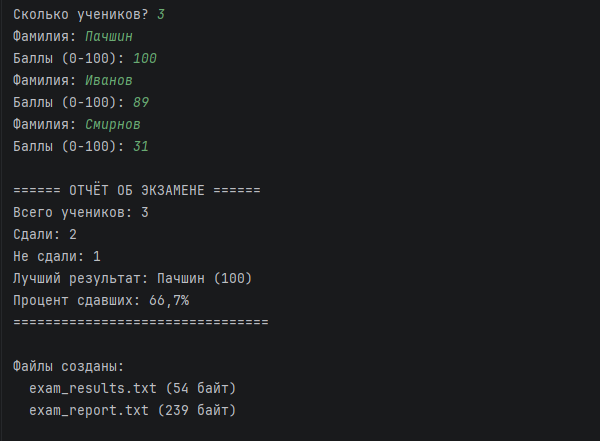 Сколько учеников? 3
Фамилия: Пачшин
Баллы (0-100): 100
Фамилия: Иванов
Баллы (0-100): 89
Фамилия: Смирнов
Баллы (0-100): 31
====== ОТЧЁТ ОБ ЭКЗАМЕНЕ ======
Всего учеников: 3
Сдали: 2
Не сдали: 1
Лучший результат: Пачшин (100)
Процент сдавших: 66,7%
================================
Файлы созданы:
exam_results.txt (54 байт)
exam_report.txt (239 байт)